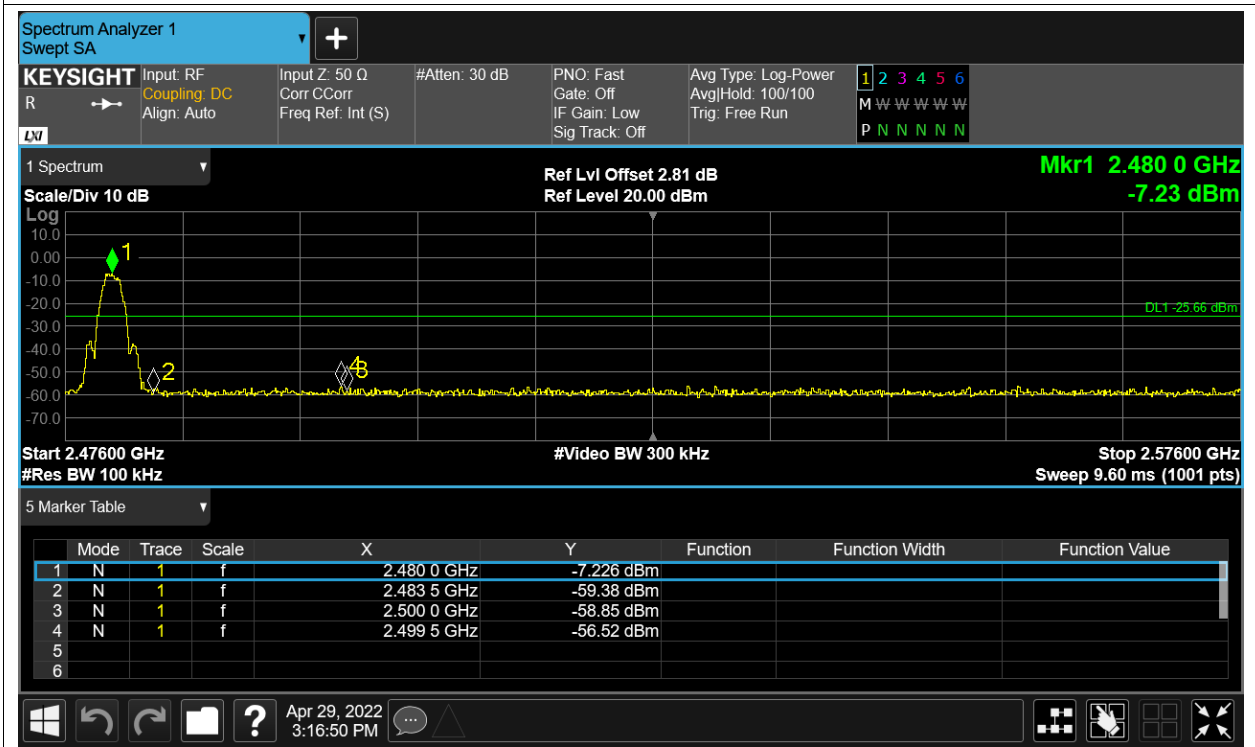 Spectrum Analyzer 1
Swept SA
KEYSIGHT
R
LXI
Input: RF
Coupling: DC
Align: Auto
Input Z: 50 Ω
Corr CCorr
Freq Ref: Int (S)
#Atten: 30 dB
PNO: Fast
Gate: Off
IF Gain: Low
Sig Track: Off
Avg Type: Log-Power
Avg|Hold: 100/100
Trig: Free Run
1 2 3 4 5 6
M W W W W W
P N N N N N
1 Spectrum
Scale/Div 10 dB
Ref Lvl Offset 2.81 dB
Ref Level 20.00 dBm
Mkr1 2.480 0 GHz
-7.23 dBm
Log
10.0
0.00
-10.0
-20.0
-30.0
-40.0
-50.0
-60.0
-70.0
1
2
4
3
DL1 -25.66 dBm
Start 2.47600 GHz
#Video BW 300 kHz
Stop 2.57600 GHz
#Res BW 100 kHz
Sweep 9.60 ms (1001 pts)
5 Marker Table
Mode Trace Scale X Y Function Function Width Function Value
1 N 1 f 2.480 0 GHz -7.226 dBm
2 N 1 f 2.483 5 GHz -59.38 dBm
3 N 1 f 2.500 0 GHz -58.85 dBm
4 N 1 f 2.499 5 GHz -56.52 dBm
5
6
?
Apr 29, 2022
3:16:50 PM